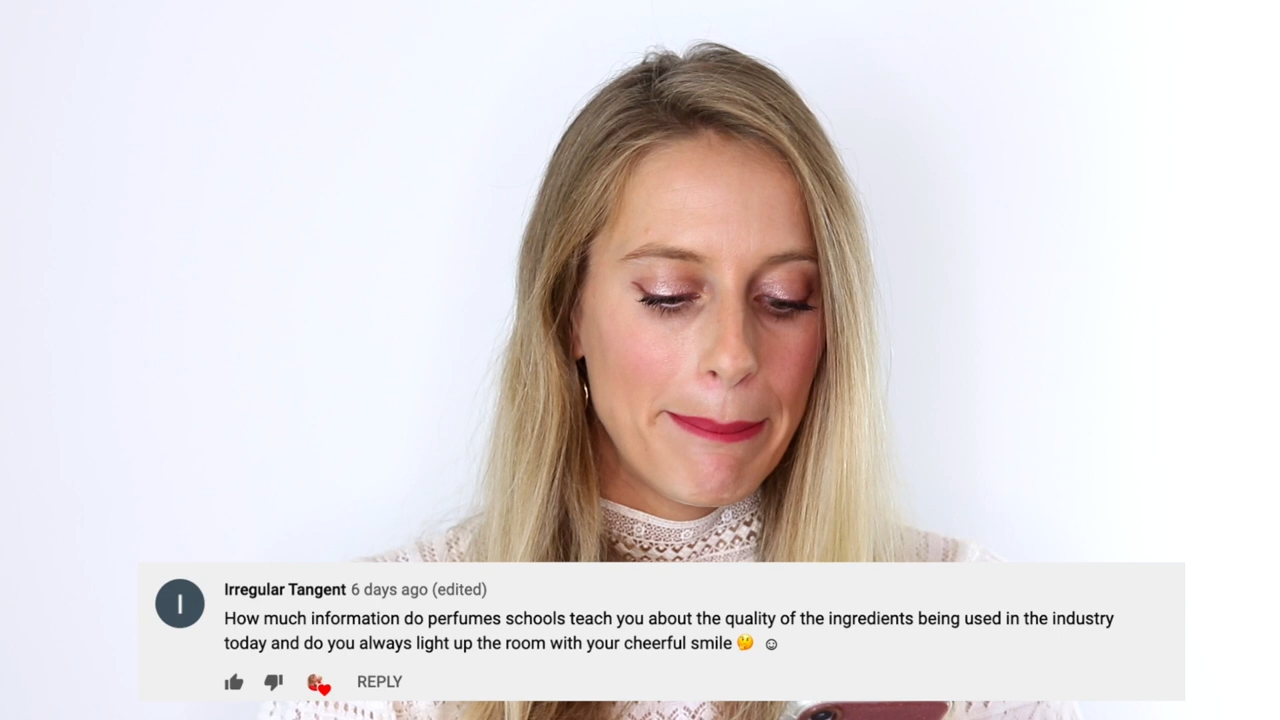 I
Irregular Tangent 6 days ago (edited)
How much information do perfumes schools teach you about the quality of the ingredients being used in the industry
today and do you always light up the room with your cheerful smile 🤔 ☺
REPLY